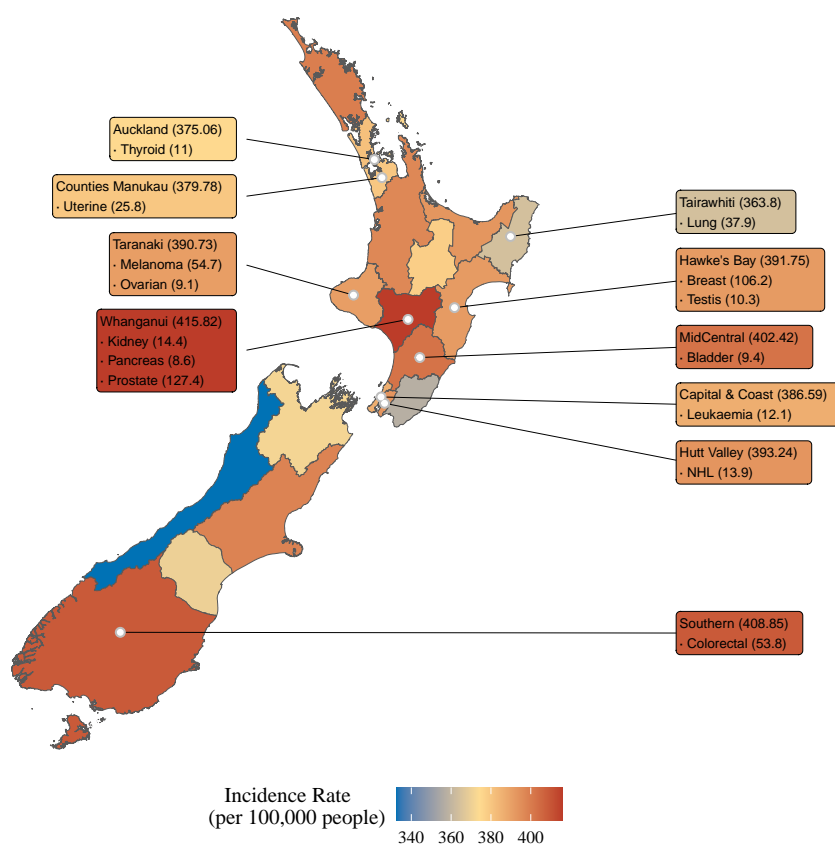 Auckland (375.06)
· Thyroid (11)
Counties Manukau (379.78)
· Uterine (25.8)
Taranaki (390.73)
· Melanoma (54.7)
· Ovarian (9.1)
Whanganui (415.82)
· Kidney (14.4)
· Pancreas (8.6)
· Prostate (127.4)
Tairawhiti (363.8)
· Lung (37.9)
Hawke's Bay (391.75)
· Breast (106.2)
· Testis (10.3)
MidCentral (402.42)
· Bladder (9.4)
Capital & Coast (386.59)
· Leukaemia (12.1)
Hutt Valley (393.24)
· NHL (13.9)
Southern (408.85)
· Colorectal (53.8)
Incidence Rate
(per 100,000 people)
340 360 380 400